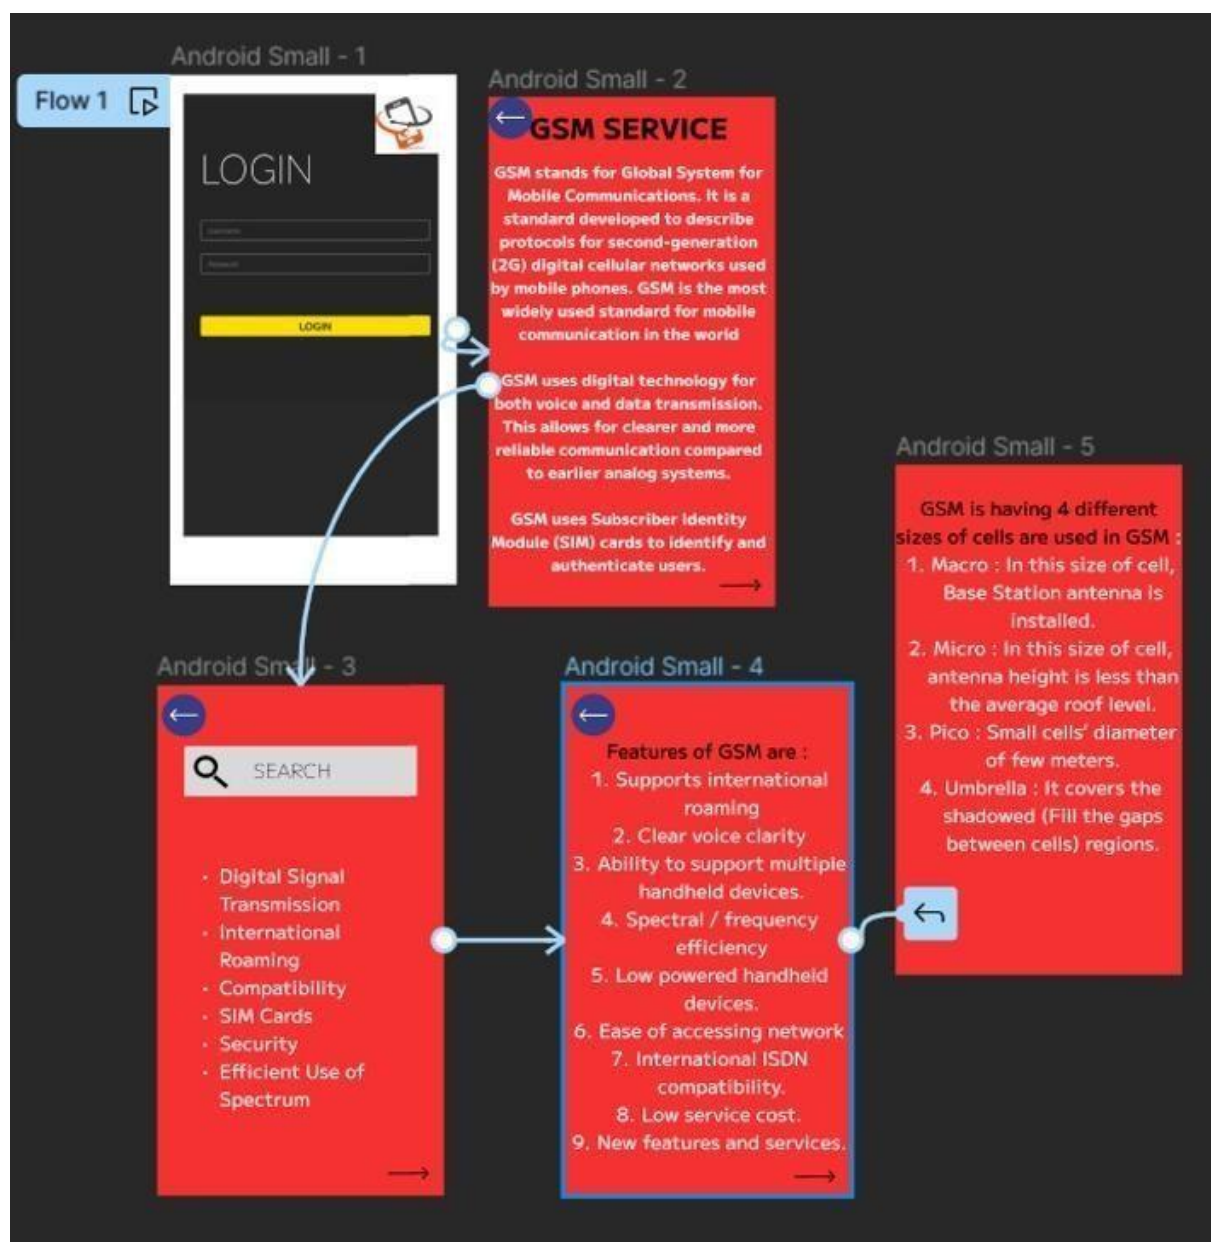 Android Small - 1
Flow 1
LOGIN
Username
Password
LOGIN
Android Small - 2
GSM SERVICE
GSM stands for Global System for
Mobile Communications. It is a
standard developed to describe
protocols for second-generation
(2G) digital cellular networks used
by mobile phones. GSM is the most
widely used standard for mobile
communication in the world
GSM uses digital technology for
both voice and data transmission.
This allows for clearer and more
reliable communication compared
to earlier analog systems.
GSM uses Subscriber Identity
Module (SIM) cards to identify and
authenticate users.
Android Small - 3
SEARCH
· Digital Signal
Transmission
· International
Roaming
· Compatibility
· SIM Cards
· Security
· Efficient Use of
Spectrum
Android Small - 4
Features of GSM are :
1. Supports international
roaming
2. Clear voice clarity
3. Ability to support multiple
handheld devices.
4. Spectral / frequency
efficiency
5. Low powered handheld
devices.
6. Ease of accessing network
7. International ISDN
compatibility.
8. Low service cost.
9. New features and services.
Android Small - 5
GSM is having 4 different
sizes of cells are used in GSM :
1. Macro : In this size of cell,
Base Station antenna is
installed.
2. Micro : In this size of cell,
antenna height is less than
the average roof level.
3. Pico : Small cells' diameter
of few meters.
4. Umbrella : It covers the
shadowed (Fill the gaps
between cells) regions.